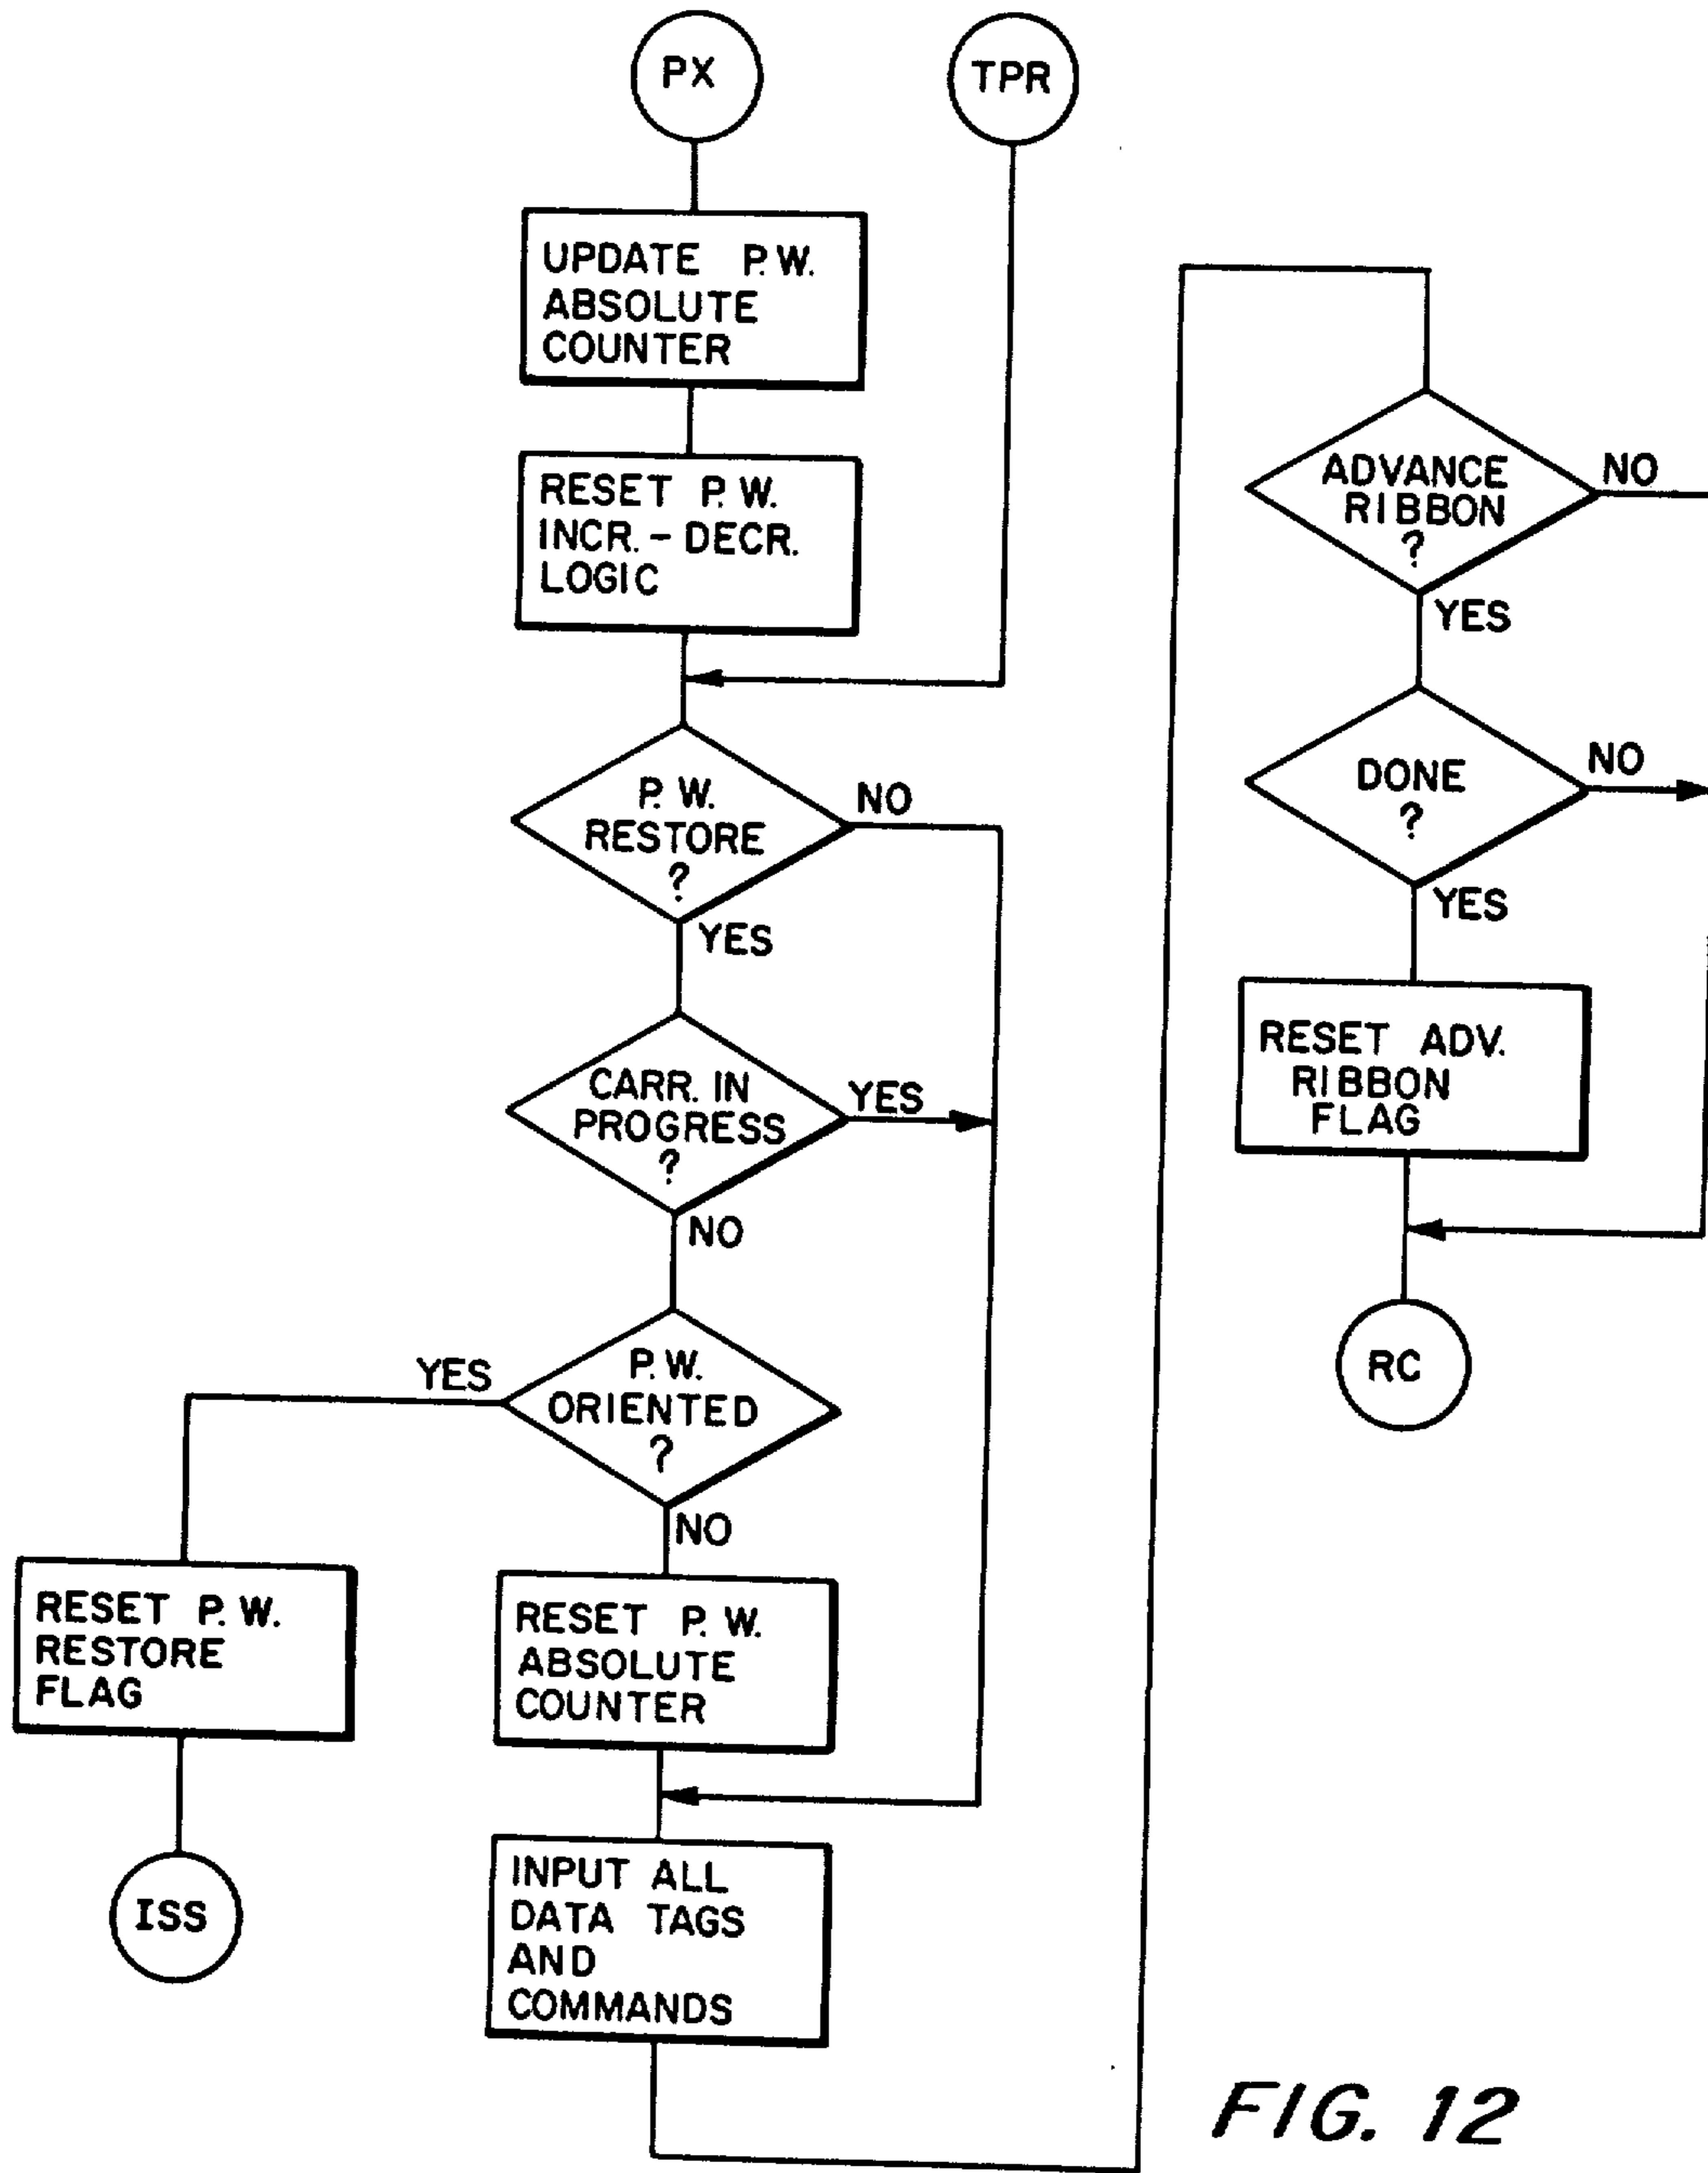 PX
TPR
UPDATE P.W.
ABSOLUTE
COUNTER
RESET P.W.
INCR.-DECR.
LOGIC
P.W.
RESTORE
?
NO
YES
CARR. IN
PROGRESS
?
YES
NO
P.W.
ORIENTED
?
YES
NO
RESET P.W.
RESTORE
FLAG
ISS
RESET P.W.
ABSOLUTE
COUNTER
INPUT ALL
DATA TAGS
AND
COMMANDS
ADVANCE
RIBBON
?
NO
YES
DONE
?
NO
YES
RESET ADV.
RIBBON
FLAG
RC
FIG. 12